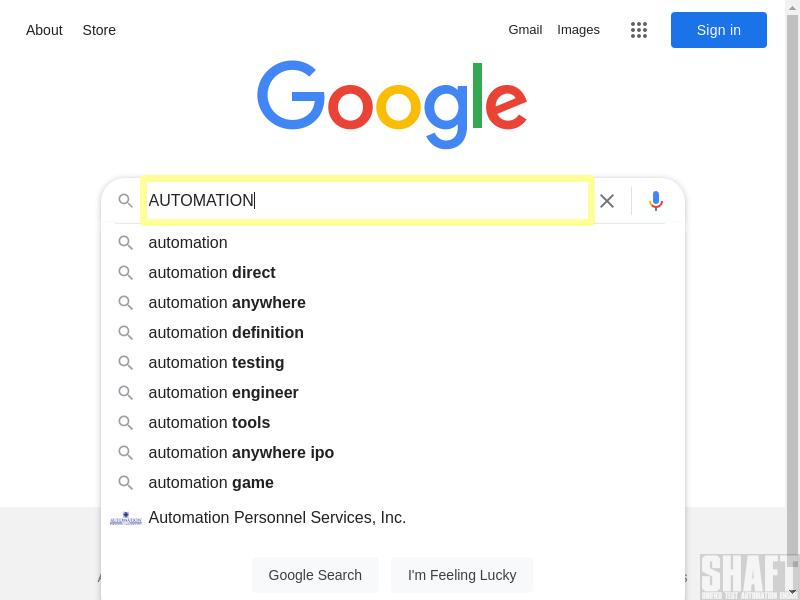 About Store Gmail Images Sign in
Google
AUTOMATION
automation
automation direct
automation anywhere
automation definition
automation testing
automation engineer
automation tools
automation anywhere ipo
automation game
Automation Personnel Services, Inc.
Google Search I'm Feeling Lucky
SHAFT